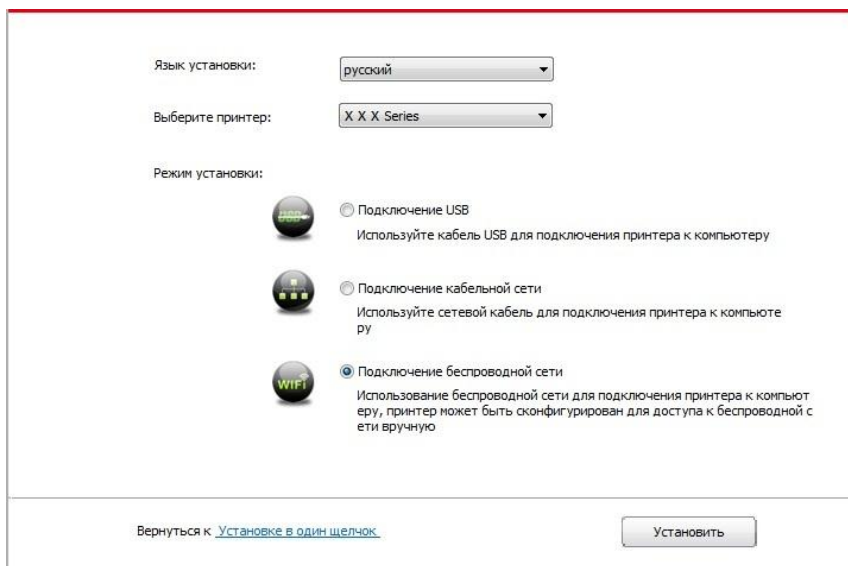 Язык установки:
русский
Выберите принтер:
X X X Series
Режим установки:
USB
Подключение USB
Используйте кабель USB для подключения принтера к компьютеру
Подключение кабельной сети
Используйте сетевой кабель для подключения принтера к компьюте
ру
WiFi
Подключение беспроводной сети
Использование беспроводной сети для подключения принтера к компьют
еру, принтер может быть сконфигурирован для доступа к беспроводной с
ети вручную
Вернуться к Установке в один щелчок
Установить